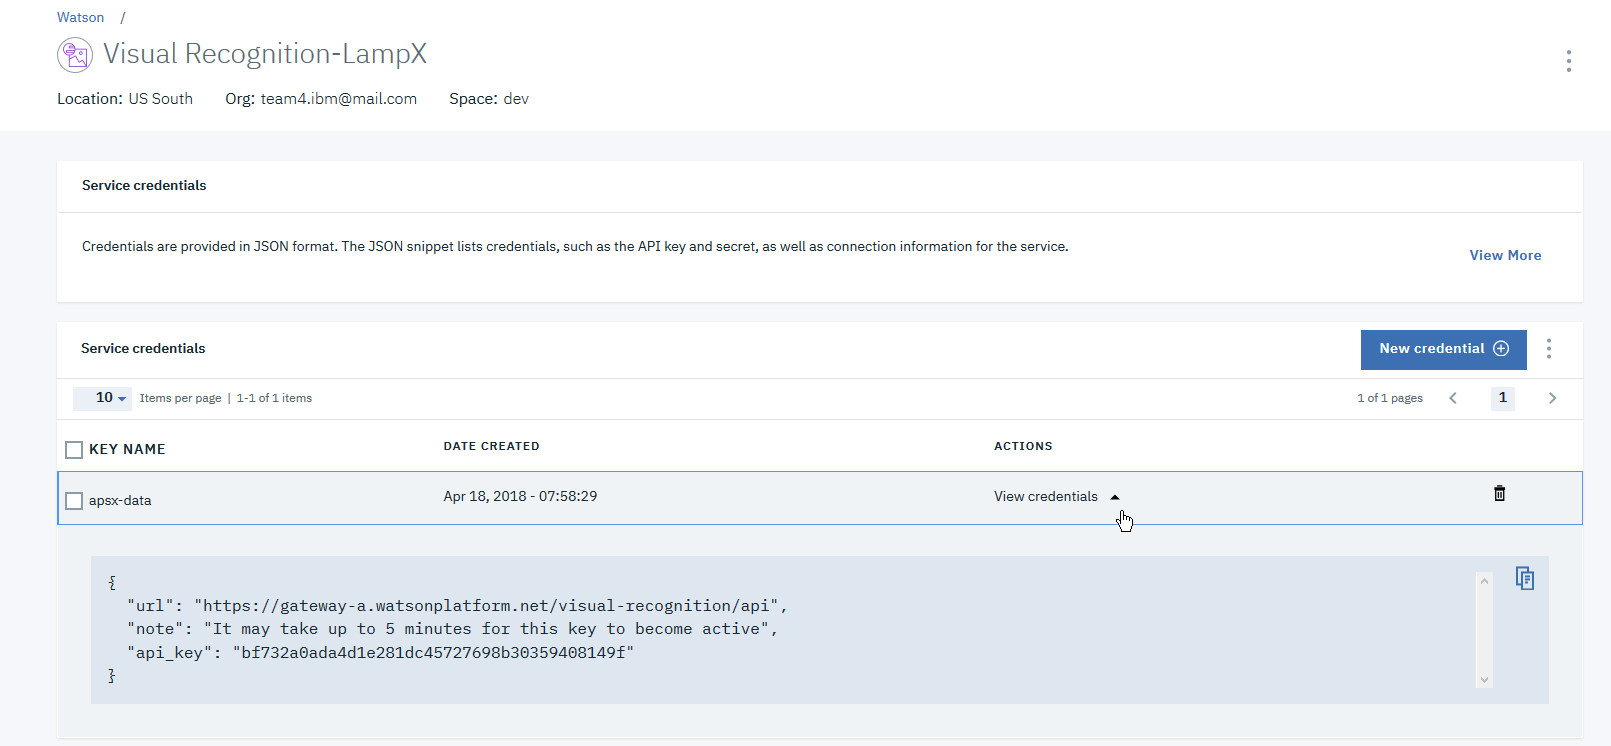 Watson /
Visual Recognition-LampX
Location: US South Org: team4.ibm@mail.com Space: dev
Service credentials
Credentials are provided in JSON format. The JSON snippet lists credentials, such as the API key and secret, as well as connection information for the service.
View More
Service credentials
New credential
10 Items per page | 1-1 of 1 items 1 of 1 pages 1
KEY NAME DATE CREATED ACTIONS
apsx-data Apr 18, 2018 - 07:58:29 View credentials
{
"url": "https://gateway-a.watsonplatform.net/visual-recognition/api",
"note": "It may take up to 5 minutes for this key to become active",
"api_key": "bf732a0ada4d1e281dc45727698b30359408149f"
}